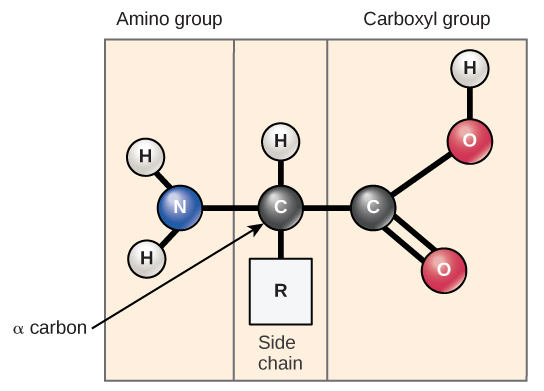 Amino group
Carboxyl group
H
H
H
O
N
C
C
H
O
R
α carbon
Side
chain